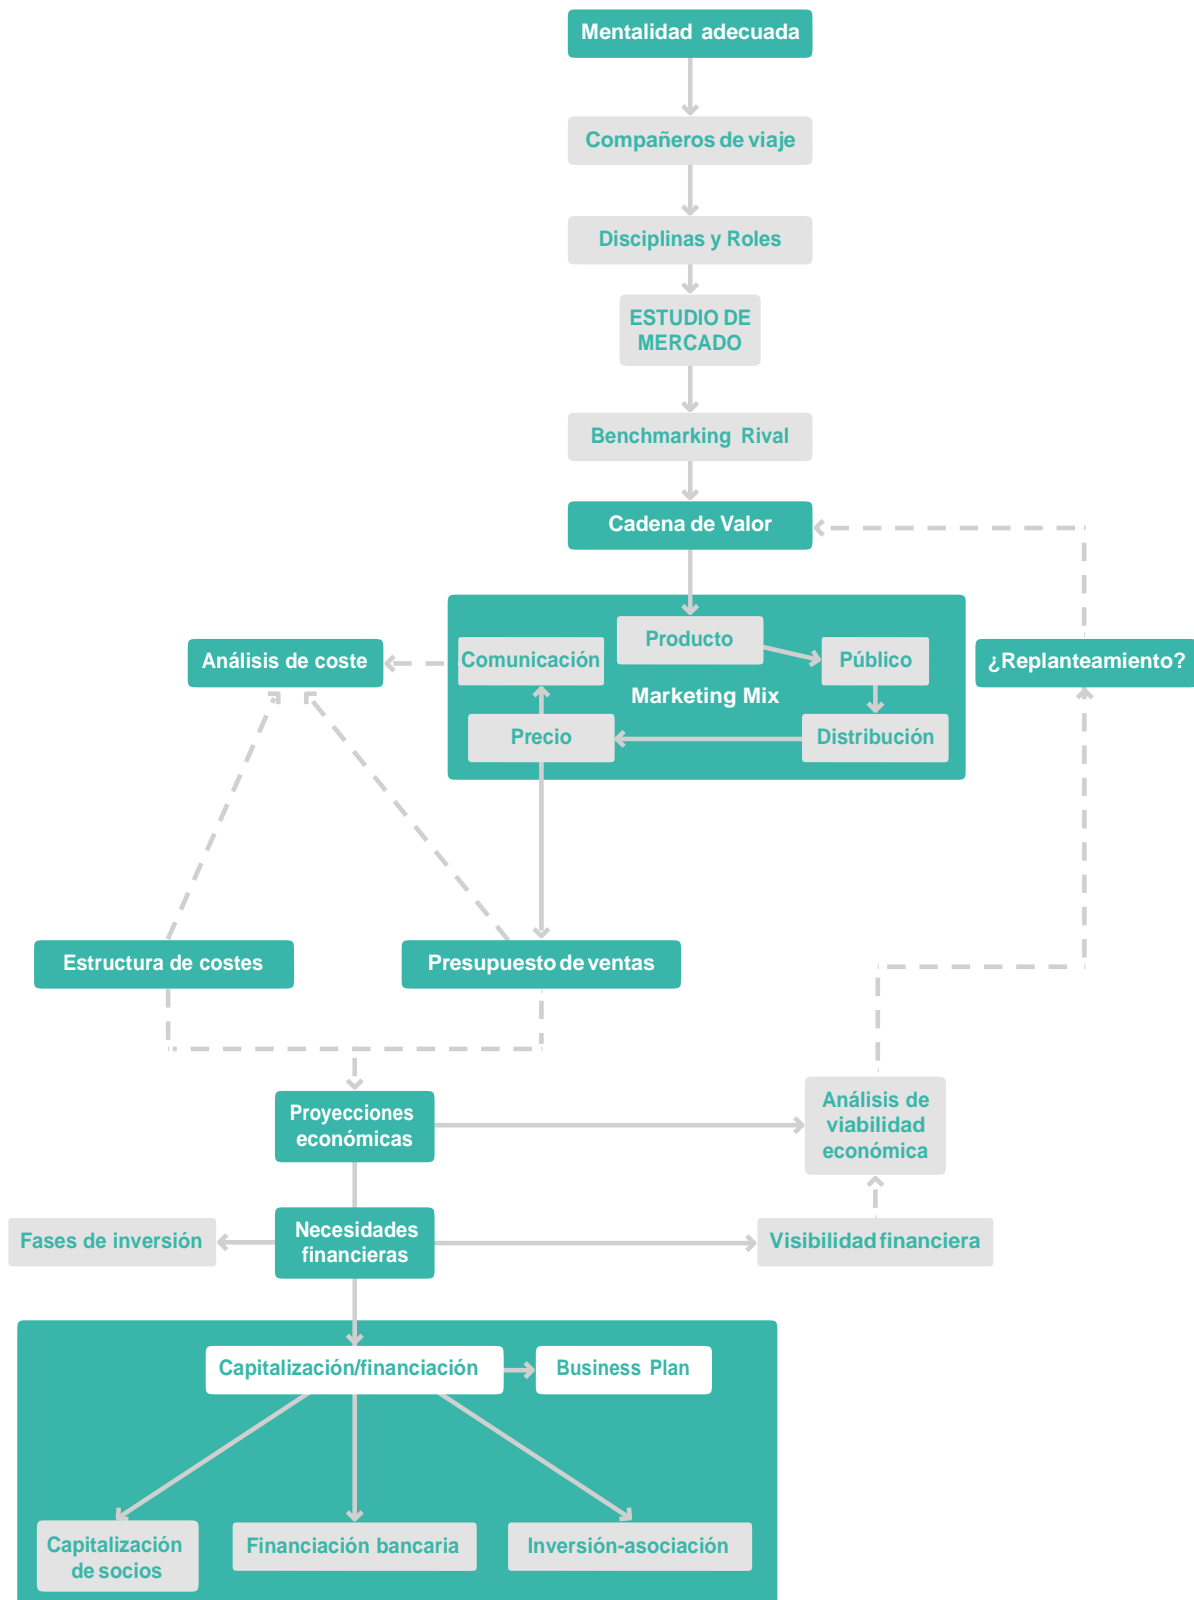 Mentalidad adecuada
Compañeros de viaje
Disciplinas y Roles
ESTUDIO DE
MERCADO
Benchmarking Rival
Cadena de Valor
Producto
Comunicación
Público
Análisis de coste
¿Replanteamiento?
Marketing Mix
Precio
Distribución
Estructura de costes
Presupuesto de ventas
Proyecciones
económicas
Análisis de
viabilidad
económica
Fases de inversión
Necesidades
financieras
Visibilidad financiera
Capitalización/financiación
Business Plan
Capitalización
de socios
Financiación bancaria
Inversión-asociación